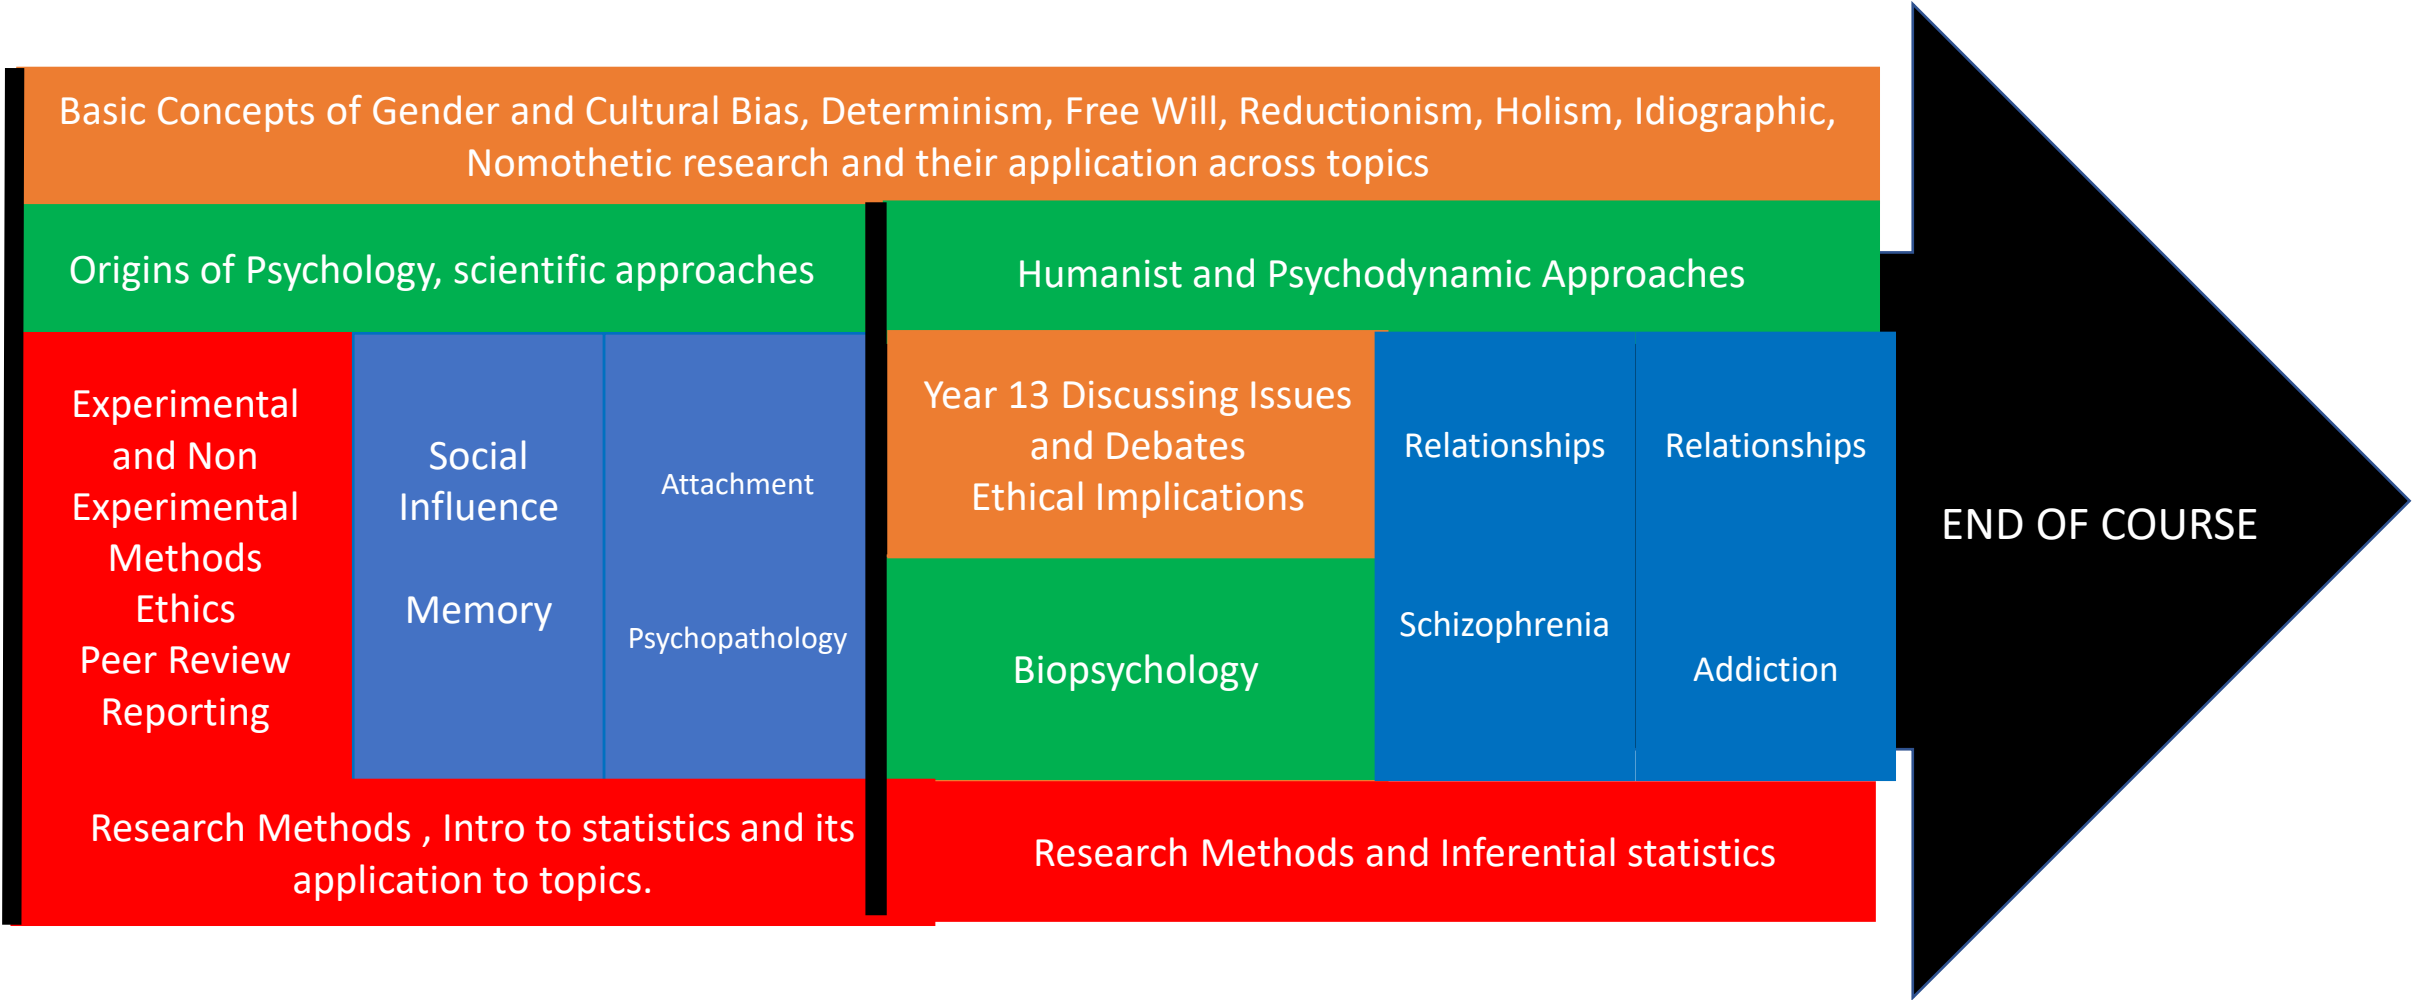 Basic Concepts of Gender and Cultural Bias, Determinism, Free Will, Reductionism, Holism, Idiographic,
Nomothetic research and their application across topics
Origins of Psychology, scientific approaches
Humanist and Psychodynamic Approaches
Experimental
and Non
Experimental
Methods
Ethics
Peer Review
Reporting
Social
Influence
Memory
Attachment
Psychopathology
Year 13 Discussing Issues
and Debates
Ethical Implications
Biopsychology
Relationships
Schizophrenia
Relationships
Addiction
END OF COURSE
Research Methods , Intro to statistics and its
application to topics.
Research Methods and Inferential statistics